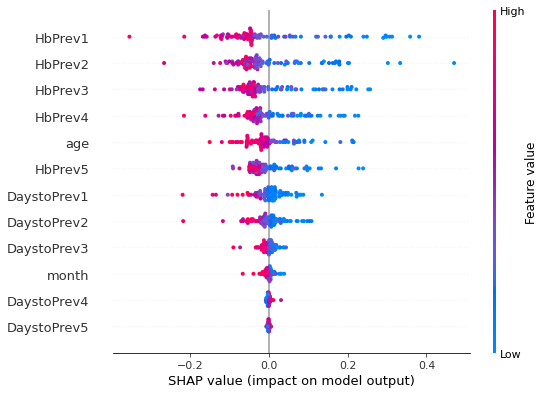 High
HbPrev1
HbPrev2
HbPrev3
HbPrev4
age
HbPrev5
DaystoPrev1
DaystoPrev2
DaystoPrev3
month
DaystoPrev4
DaystoPrev5
Feature value
Low
−0.2 0.0 0.2 0.4
SHAP value (impact on model output)